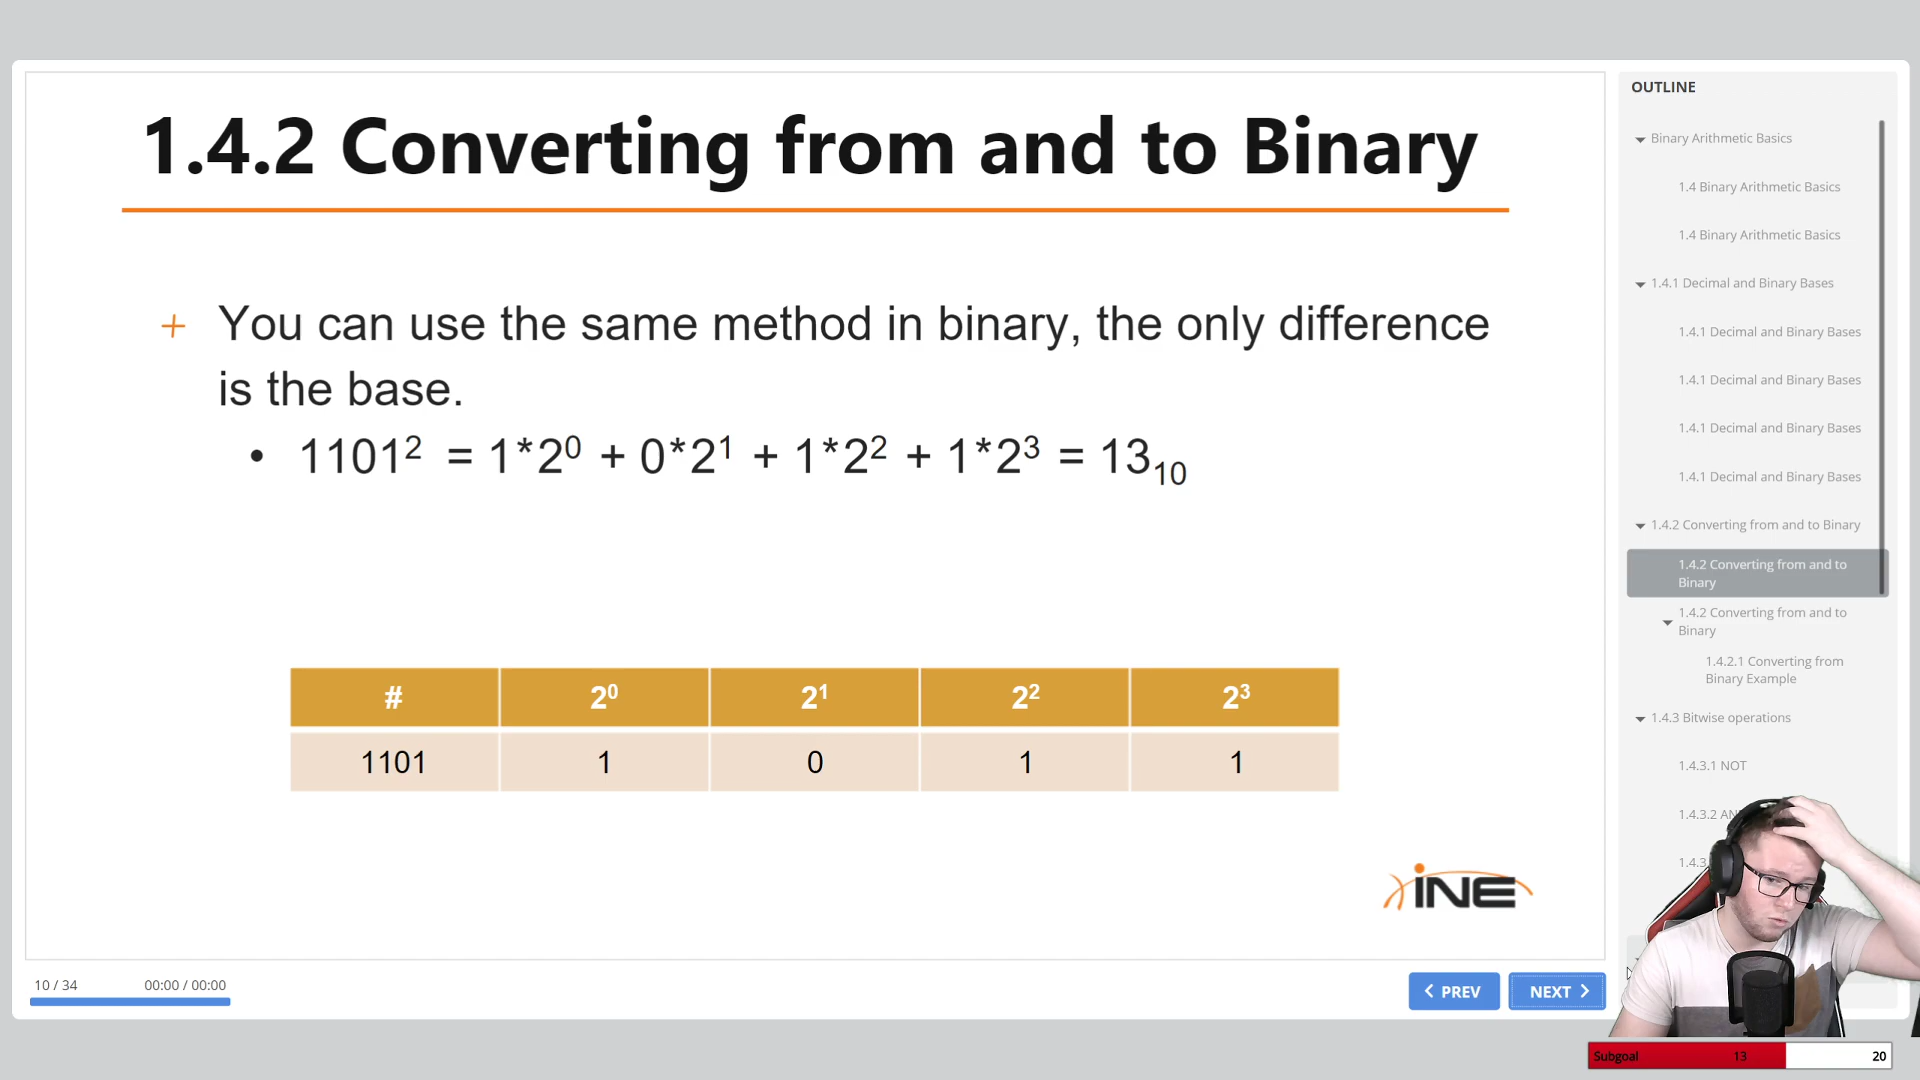 1.4.2 Converting from and to Binary
+ You can use the same method in binary, the only difference
is the base.
• 1101² = 1*2⁰ + 0*2¹ + 1*2² + 1*2³ = 13₁₀
# 2⁰ 2¹ 2² 2³
1101 1 0 1 1
iNE
10 / 34 00:00 / 00:00
PREV NEXT
OUTLINE
Binary Arithmetic Basics
1.4 Binary Arithmetic Basics
1.4 Binary Arithmetic Basics
1.4.1 Decimal and Binary Bases
1.4.1 Decimal and Binary Bases
1.4.1 Decimal and Binary Bases
1.4.1 Decimal and Binary Bases
1.4.1 Decimal and Binary Bases
1.4.2 Converting from and to Binary
1.4.2 Converting from and to
Binary
1.4.2 Converting from and to
Binary
1.4.2.1 Converting from
Binary Example
1.4.3 Bitwise operations
1.4.3.1 NOT
1.4.3.2
Subgoal 13 20